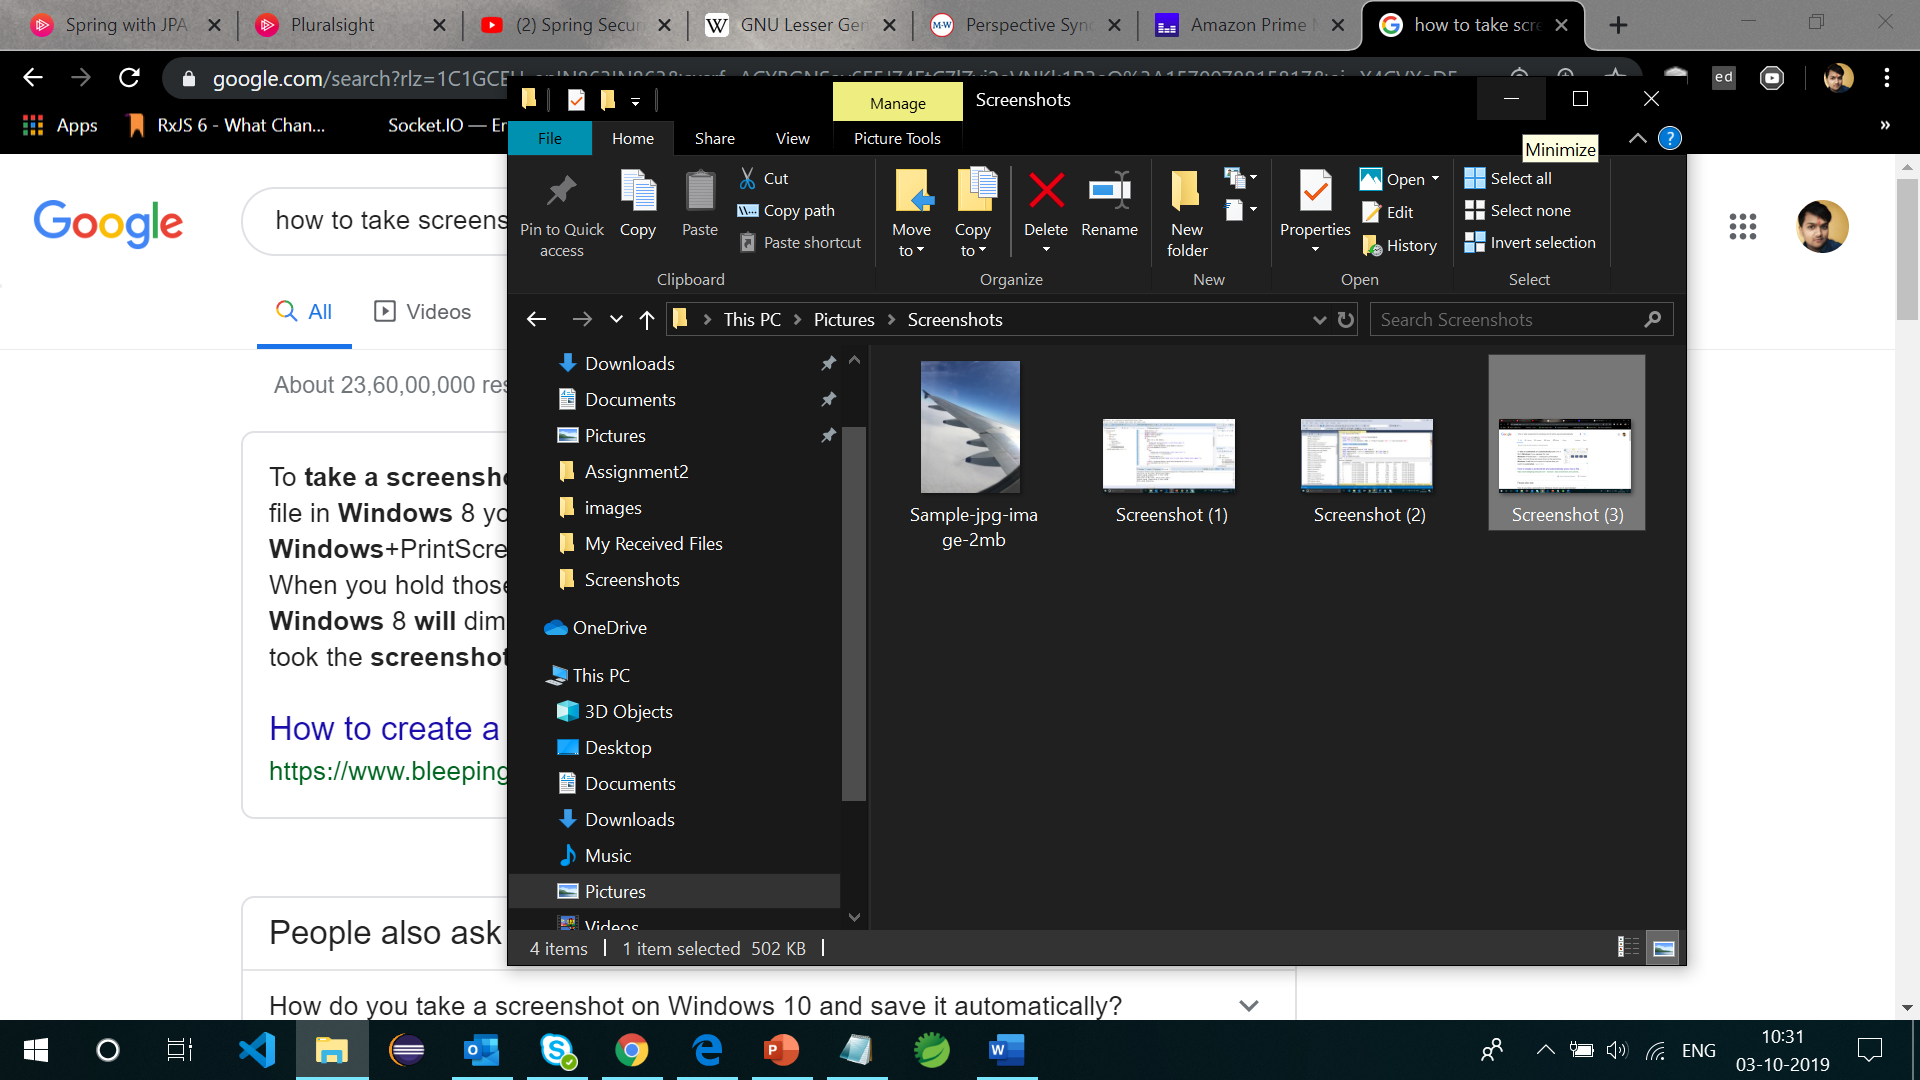 Spring with JPA
Pluralsight
(2) Spring Secur
GNU Lesser Gen
Perspective Syno
Amazon Prime
how to take scre
google.com/search?rlz=1C1GCE
ed
Apps
RxJS 6 - What Chan...
Socket.IO — Er
»
Manage
Screenshots
File
Home
Share
View
Picture Tools
Minimize
Pin to Quick
access
Copy
Paste
Cut
Copy path
Paste shortcut
Clipboard
Move
to
Copy
to
Delete
Rename
Organize
New
folder
New
Properties
Open
Edit
History
Open
Select all
Select none
Invert selection
Select
This PC
Pictures
Screenshots
Search Screenshots
Google
how to take screens
All
Videos
About 23,60,00,000 res
To take a screensho
file in Windows 8 yo
Windows+PrintScre
When you hold those
Windows 8 will dim
took the screenshot
How to create a
https://www.bleeping
People also ask
How do you take a screenshot on Windows 10 and save it automatically?
Downloads
Documents
Pictures
Assignment2
images
My Received Files
Screenshots
OneDrive
This PC
3D Objects
Desktop
Documents
Downloads
Music
Pictures
Videos
Sample-jpg-ima
ge-2mb
Screenshot (1)
Screenshot (2)
Screenshot (3)
4 items
1 item selected 502 KB
ENG
10:31
03-10-2019